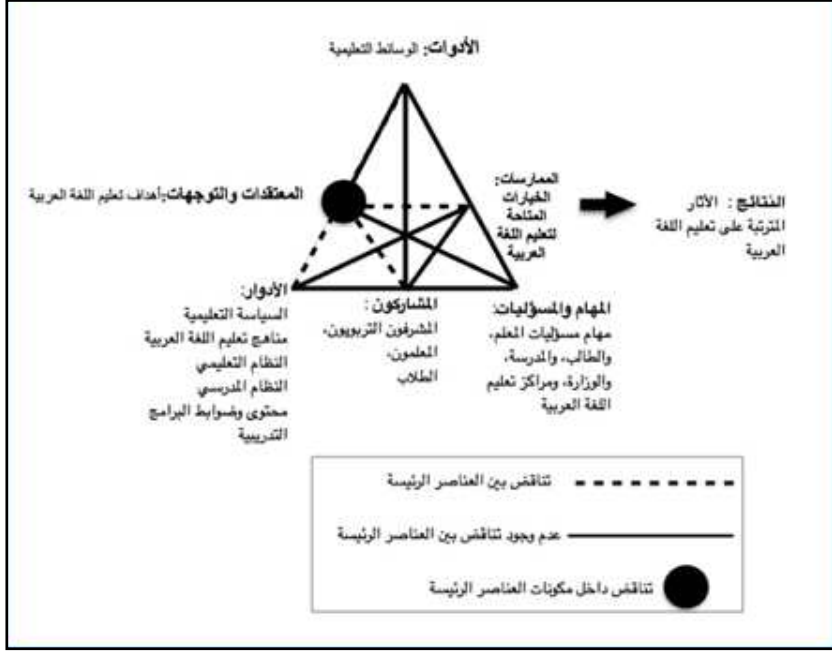 الأدوات: الوسائط التعليمية
المعتقدات والتوجهات:أهداف تعليم اللغة العربية
الممارسات:
الخيارات
المتاحة
لتعليم اللغة
العربية
النتائج : الآثار
المترتبة على تعليم اللغة
العربية
الأدوار:
السياسة التعليمية
مناهج تعليم اللغة العربية
النظام التعليمي
النظام المدرسي
محتوى وضوابط البرامج
التدريبية
المشاركون :
المشرفون التربويون،
المعلمون،
الطلاب
المهام والمسؤليات:
مهام مسؤليات المعلم،
والطالب، والمدرسة،
والوزارة، ومراكز تعليم
اللغة العربية
تناقض بين العناصر الرئيسة
عدم وجود تناقض بين العناصر الرئيسة
تناقض داخل مكونات العناصر الرئيسة